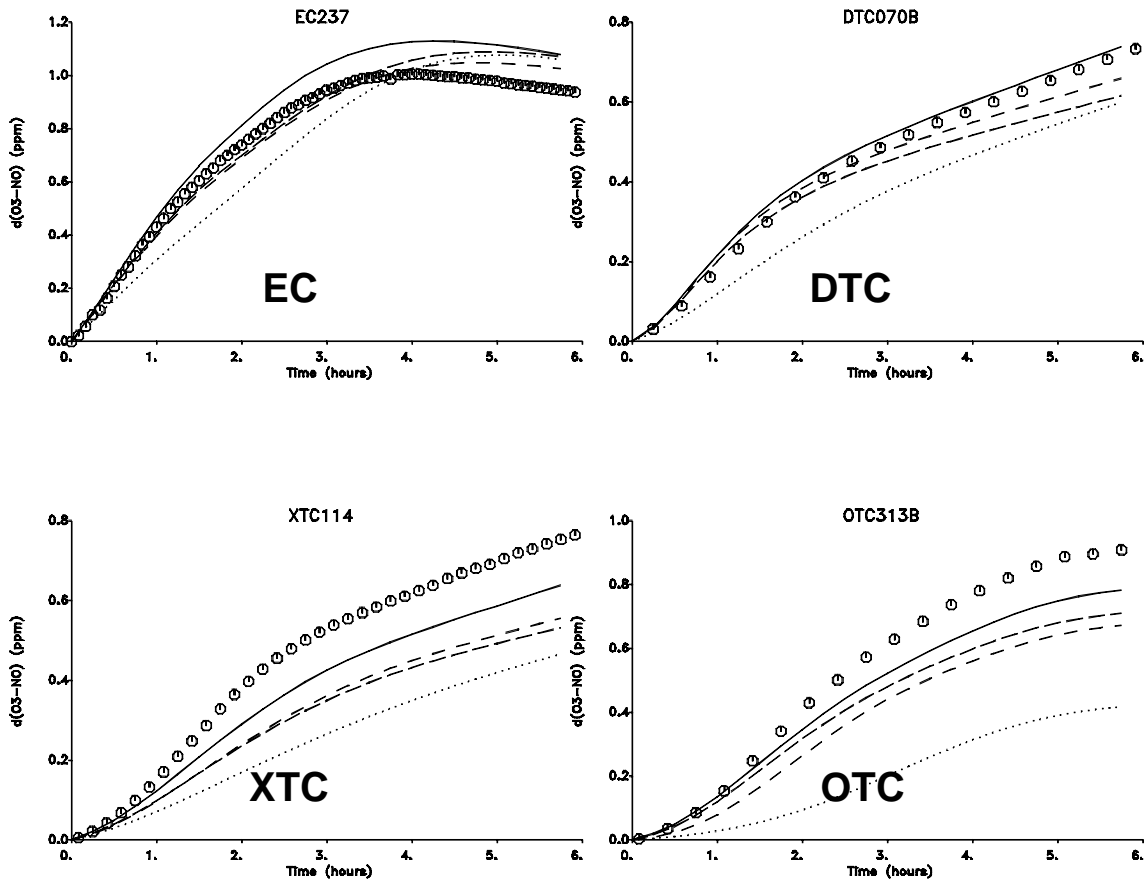 EC237
1.2
1.0
0.8
0.6
0.4
0.2
0.0
d(O3-NO) (ppm)
EC
0. 1. 2. 3. 4. 5. 6.
Time (hours)
DTC070B
0.8
0.6
0.4
0.2
0.0
d(O3-NO) (ppm)
DTC
0. 1. 2. 3. 4. 5. 6.
Time (hours)
XTC114
0.8
0.6
0.4
0.2
0.0
d(O3-NO) (ppm)
XTC
0. 1. 2. 3. 4. 5. 6.
Time (hours)
OTC313B
1.0
0.8
0.6
0.4
0.2
0.0
d(O3-NO) (ppm)
OTC
0. 1. 2. 3. 4. 5. 6.
Time (hours)